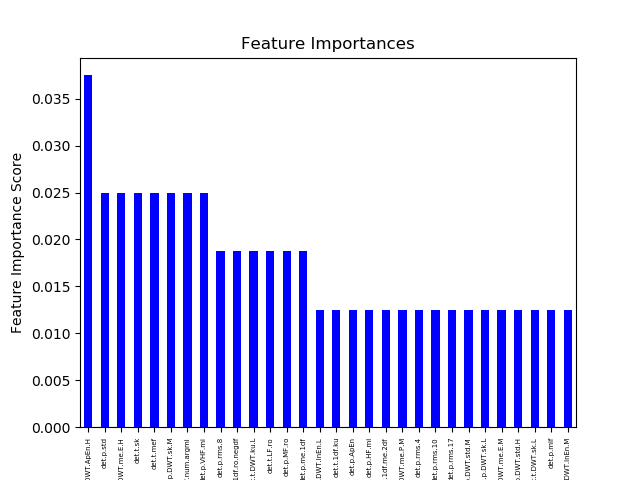 Feature Importances
Feature Importance Score
0.035
0.030
0.025
0.020
0.015
0.010
0.005
0.000
DWT.ApEn.H
det.p.std
DWT.me.E.H
det.t.sk
det.t.mef
p.DWT.sk.M
.num.argmi
det.p.VHF.mi
det.p.rms.8
1df.ro.negdf
t.t.DWT.ku.L
det.t.LF.ro
det.p.MF.ro
et.p.me.1df
.DWT.InEn.L
det.t.1df.ku
det.p.ApEn
det.p.HF.mi
.1df.me.2df
DWT.me.P.M
det.p.rms.4
et.p.rms.10
et.p.rms.17
.DWT.std.M
.p.DWT.sk.L
DWT.me.E.M
p.DWT.std.H
t.t.DWT.sk.L
det.p.mif
DWT.InEn.M